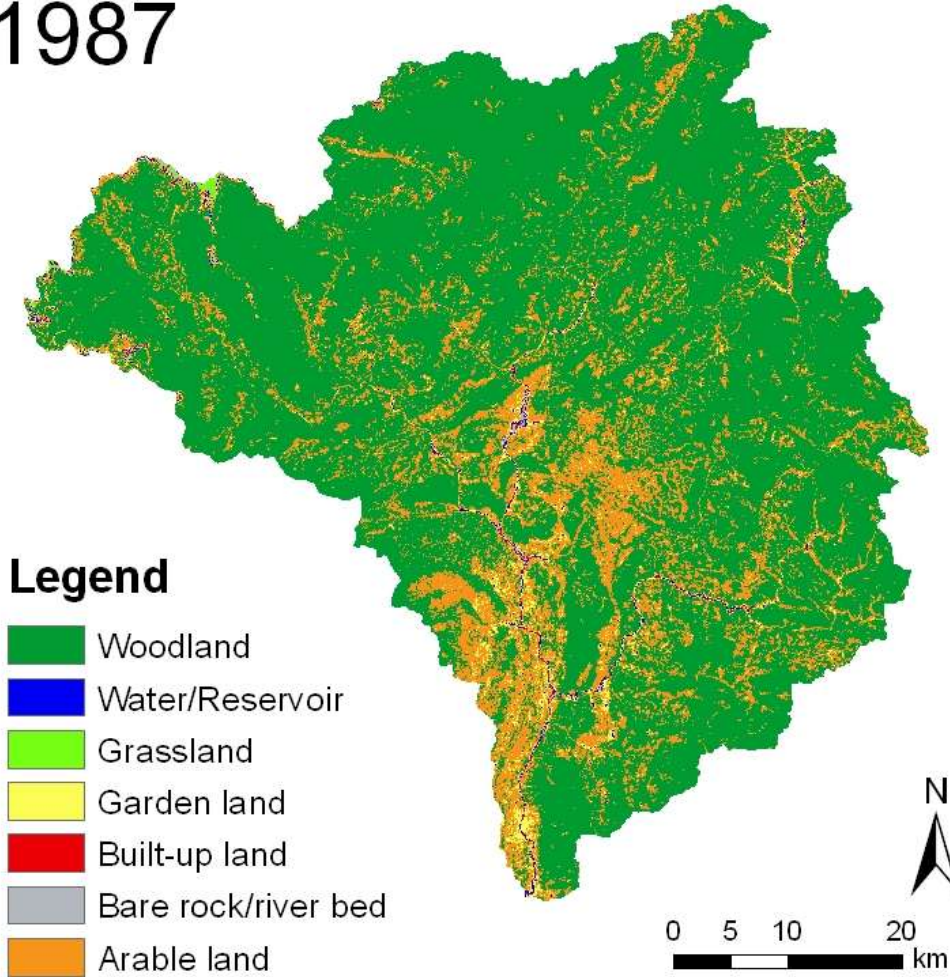 1987
Legend
Woodland
Water/Reservoir
Grassland
Garden land
Built-up land
Bare rock/river bed
Arable land
N
0 5 10 20
km